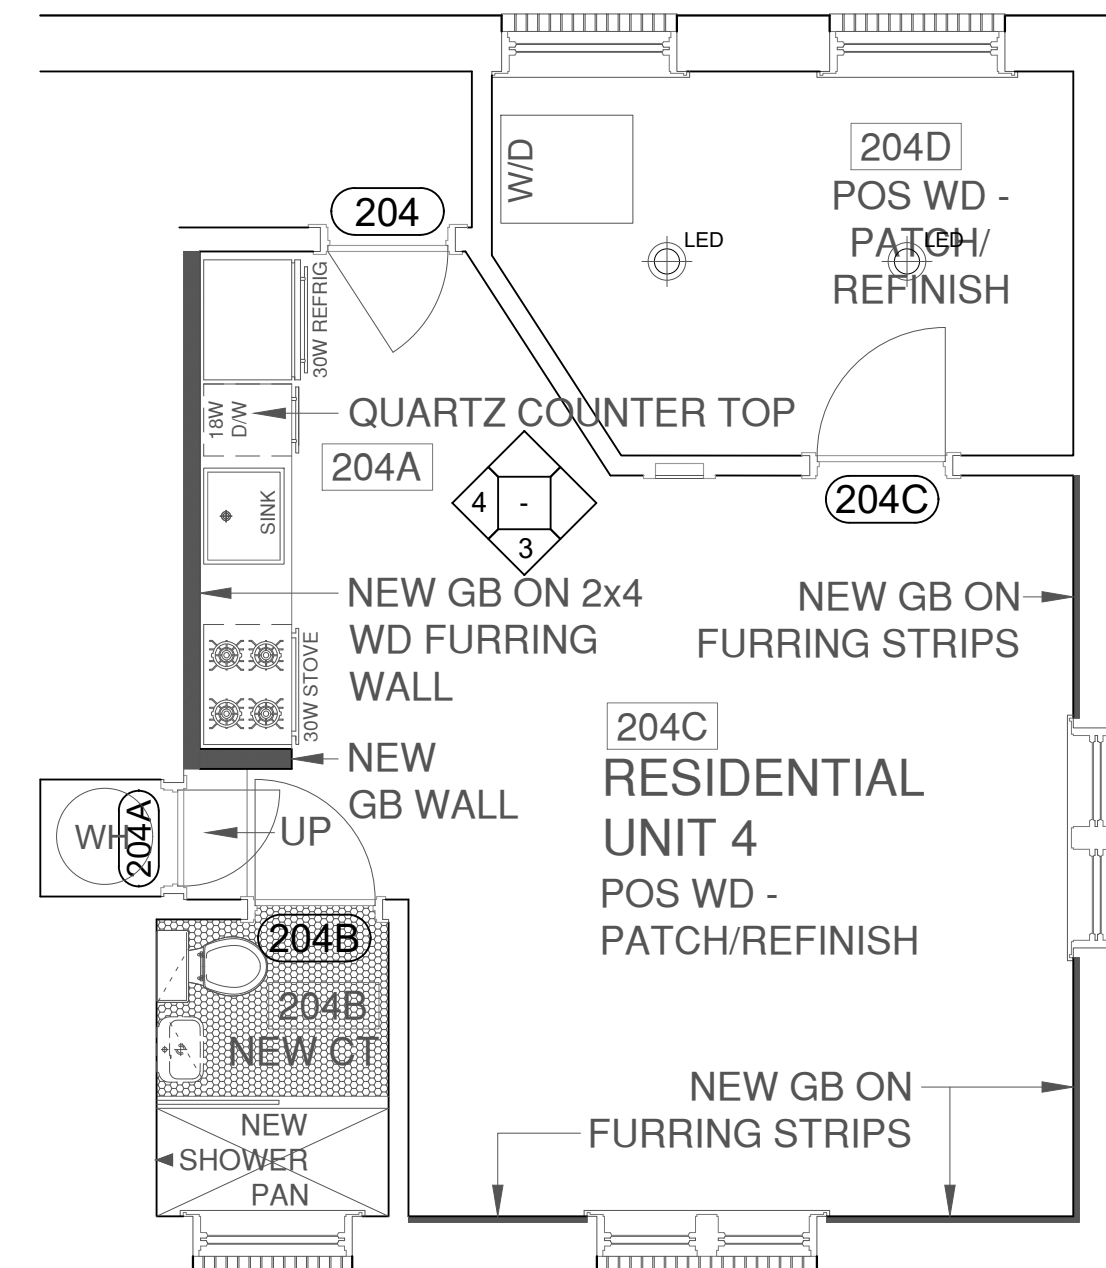 204D
POS WD -
PATCH/
REFINISH
W/D
LED
LED
204
30W REFRIG
18W
D/W
QUARTZ COUNTER TOP
204A
4
-
3
204C
SINK
NEW GB ON 2x4
WD FURRING
WALL
NEW GB ON
FURRING STRIPS
30W STOVE
204C
RESIDENTIAL
UNIT 4
POS WD -
PATCH/REFINISH
NEW
GB WALL
WH
204A
UP
204B
204B
NEW CT
NEW GB ON
FURRING STRIPS
NEW
SHOWER
PAN